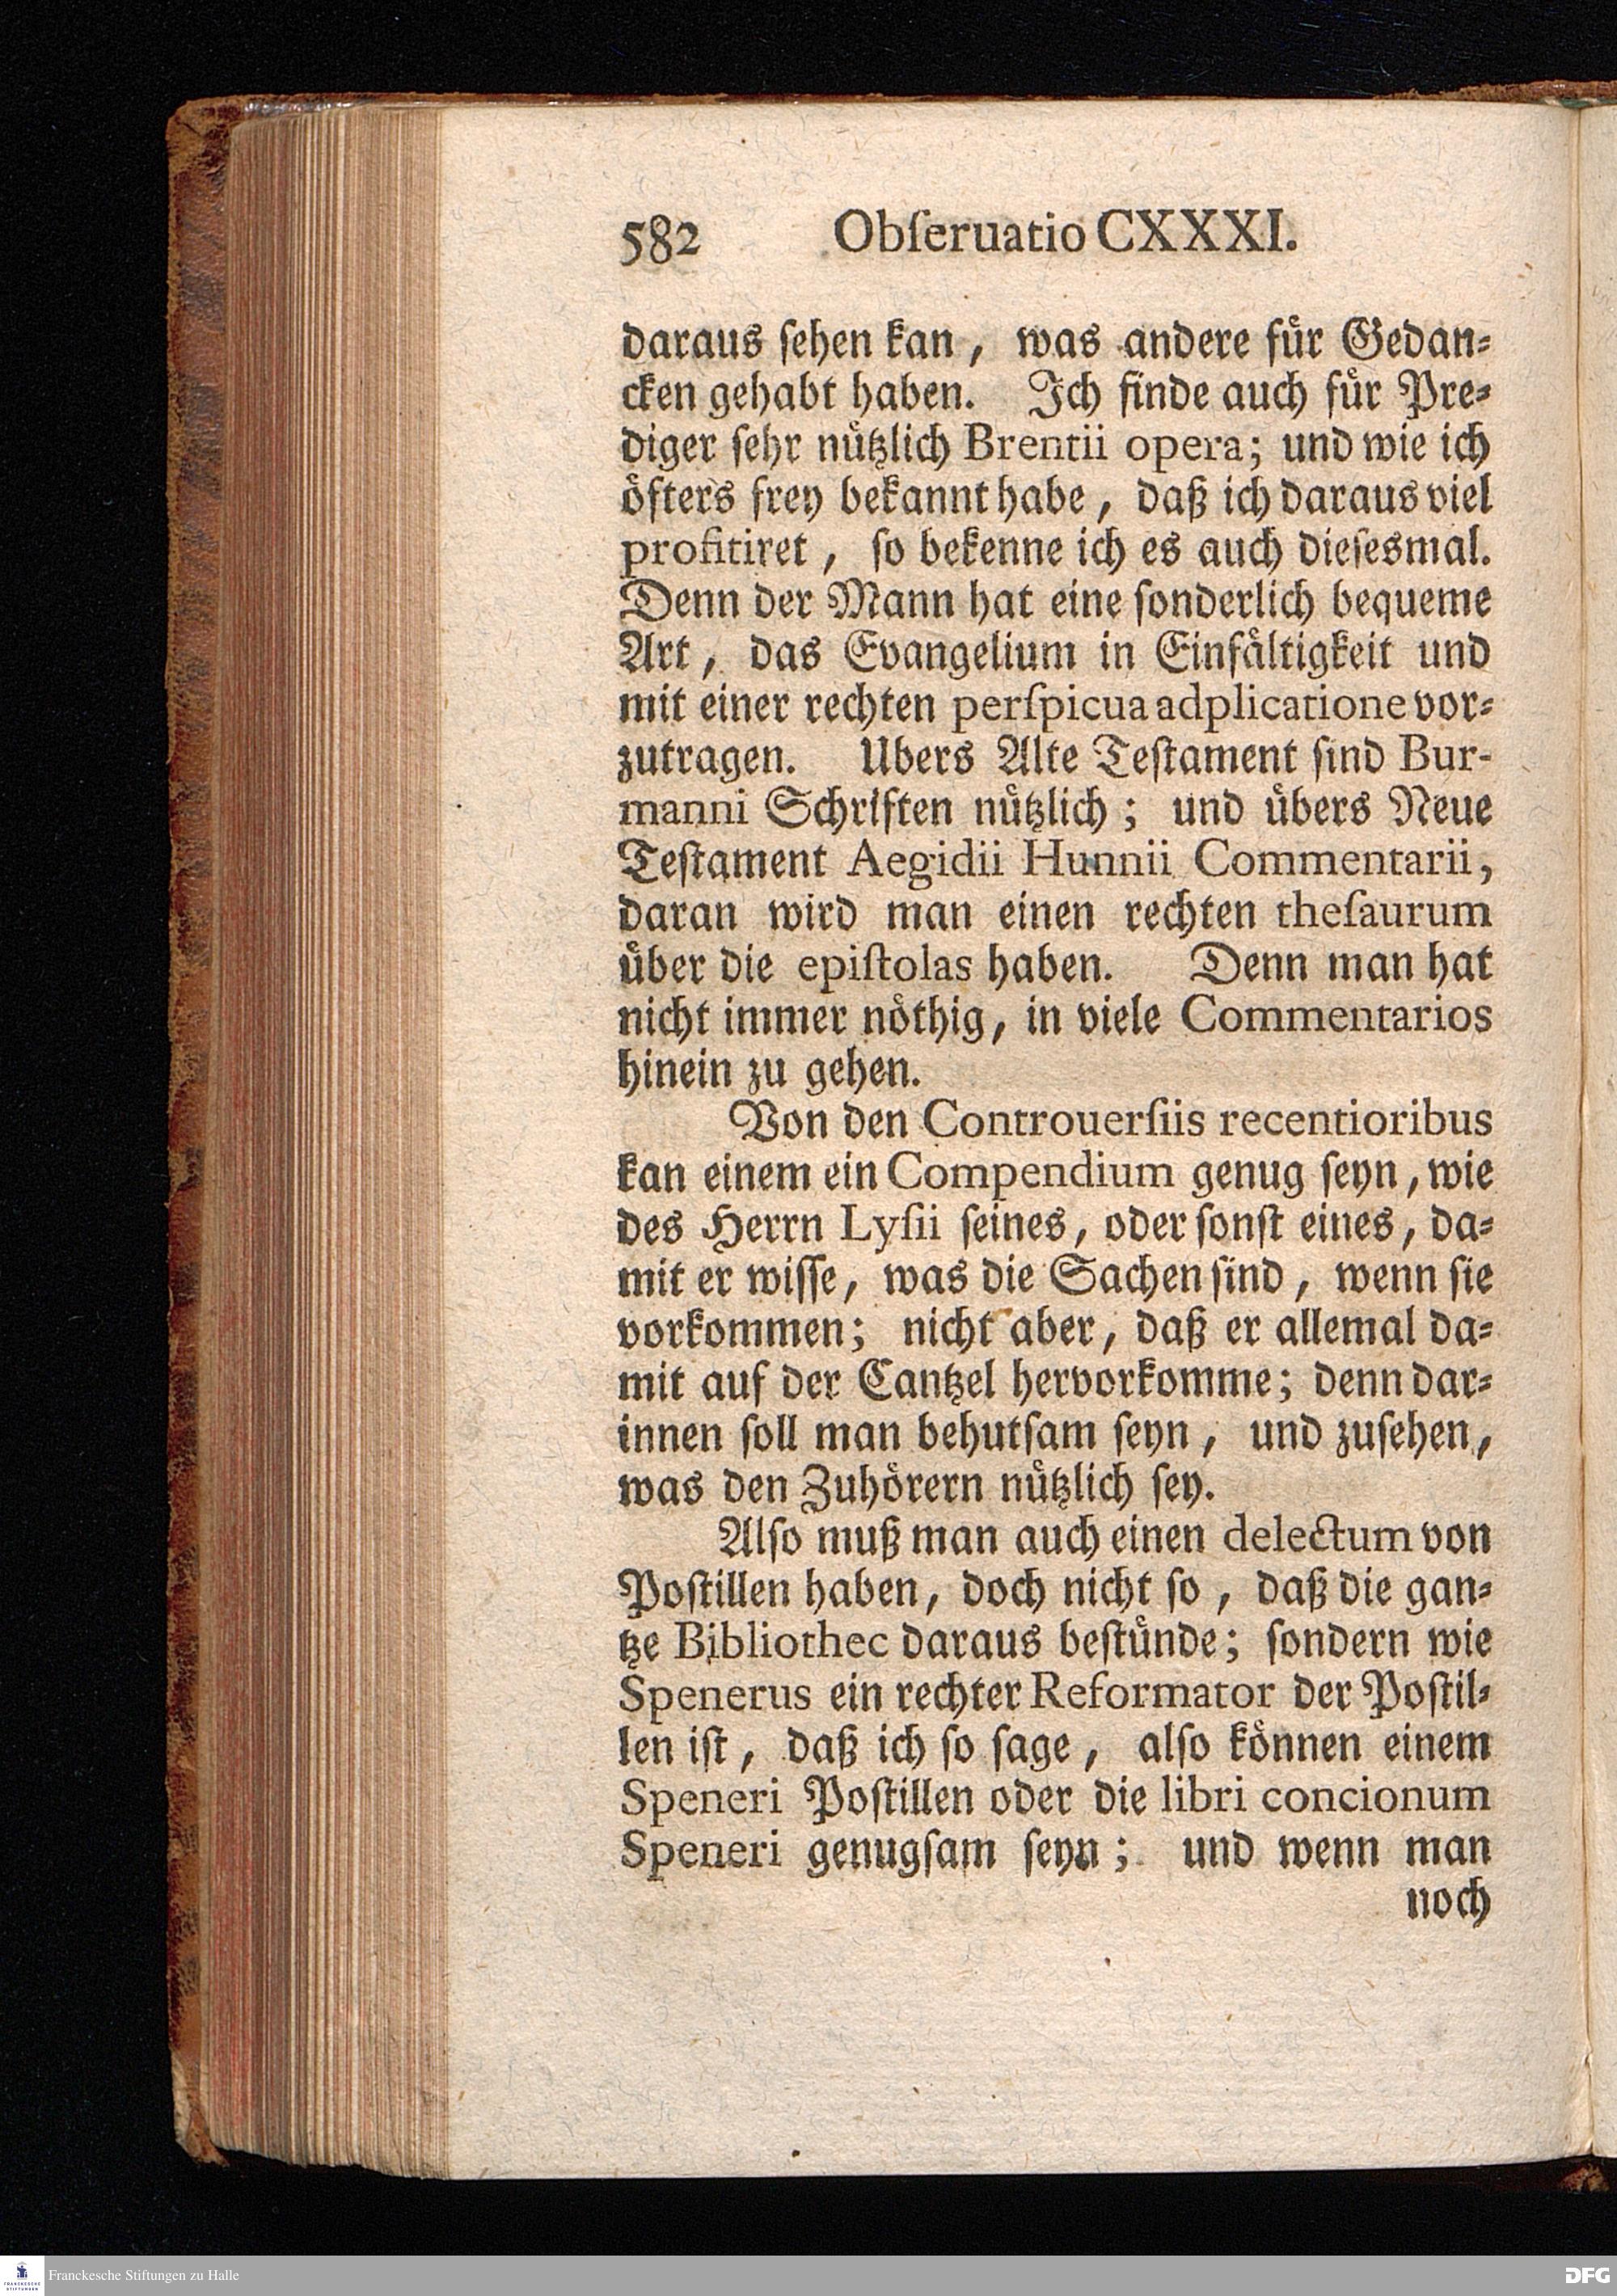 582 Obſeruatio CXXXI.
daraus ſehen kan, was andere für Gedan-
cken gehabt haben. Ich finde auch für Pre-
diger ſehr nützlich Brentii opera; und wie ich
öfters frey bekannt habe, daß ich daraus viel
profitiret, ſo bekenne ich es auch dieſesmal.
Denn der Mann hat eine ſonderlich bequeme
Art, das Evangelium in Einfältigkeit und
mit einer rechten perſpicua adplicatione vor-
zutragen. Ubers Alte Teſtament ſind Bur-
manni Schriften nützlich; und übers Neue
Teſtament Aegidii Hunnii Commentarii,
daran wird man einen rechten theſaurum
über die epiſtolas haben. Denn man hat
nicht immer nöthig, in viele Commentarios
hinein zu gehen.
Von den Controuerſiis recentioribus
kan einem ein Compendium genug ſeyn, wie
des Herrn Lyſii ſeines, oder ſonſt eines, da-
mit er wiſſe, was die Sachen ſind, wenn ſie
vorkommen; nicht aber, daß er allemal da-
mit auf der Cantzel hervorkomme; denn dar-
innen ſoll man behutſam ſeyn, und zuſehen,
was den Zuhörern nützlich ſey.
Alſo muß man auch einen delectum von
Poſtillen haben, doch nicht ſo, daß die gan-
tze Bibliothec daraus beſtünde; ſondern wie
Spenerus ein rechter Reformator der Poſtil-
len iſt, daß ich ſo ſage, alſo können einem
Speneri Poſtillen oder die libri concionum
Speneri genugſam ſeyn; und wenn man
noch
Franckesche Stiftungen zu Halle
DFG